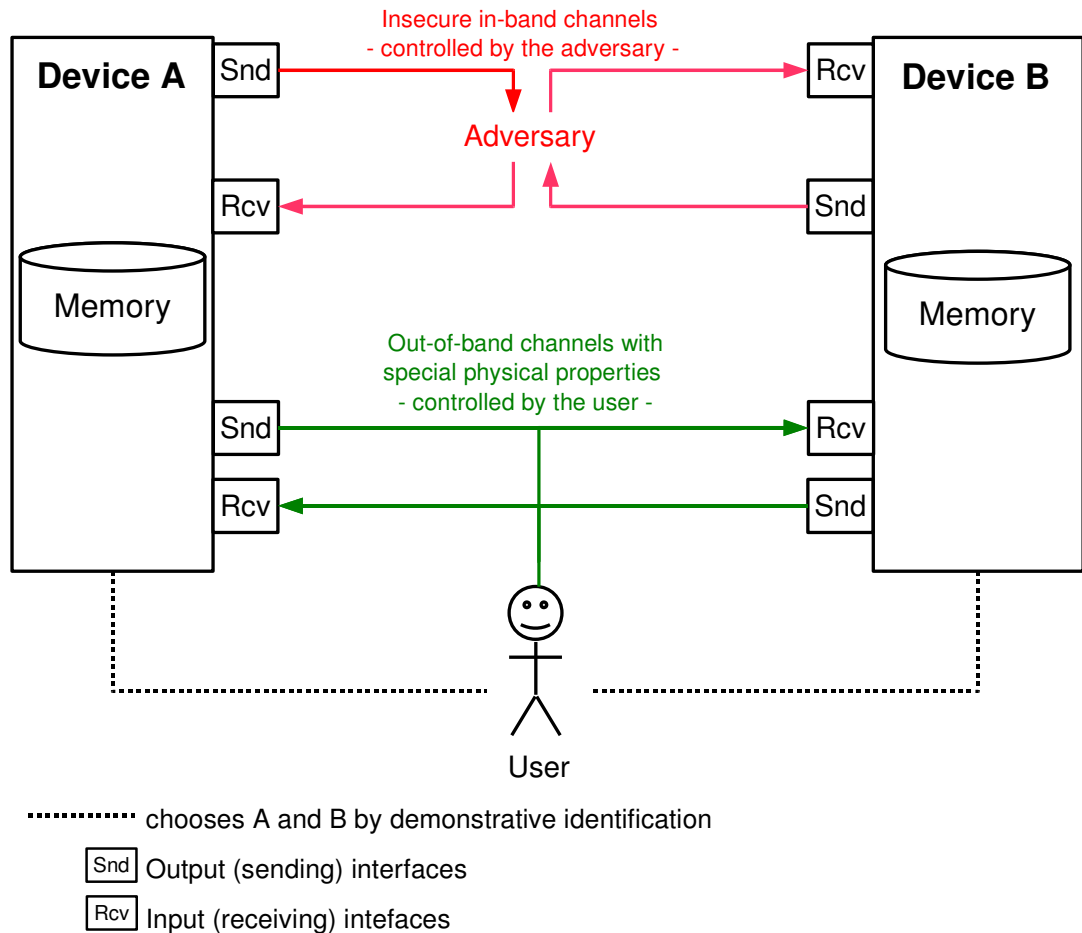 Insecure in-band channels
- controlled by the adversary -
Device A
Snd
Rcv
Device B
Adversary
Rcv
Snd
Memory
Memory
Out-of-band channels with
special physical properties
- controlled by the user -
Snd
Rcv
Rcv
Snd
User
chooses A and B by demonstrative identification
Snd Output (sending) interfaces
Rcv Input (receiving) intefaces